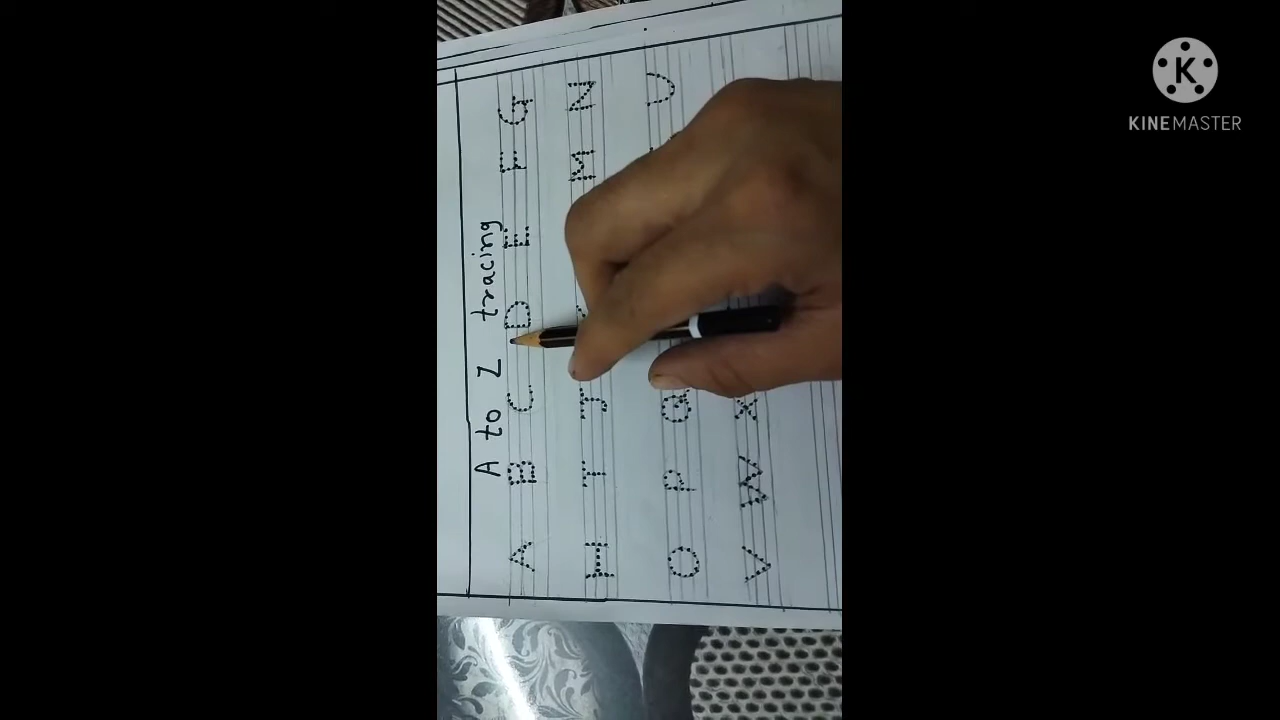 A to Z tracing
A B C D E F G
H I J M N
O P Q U
V W X
KINEMASTER